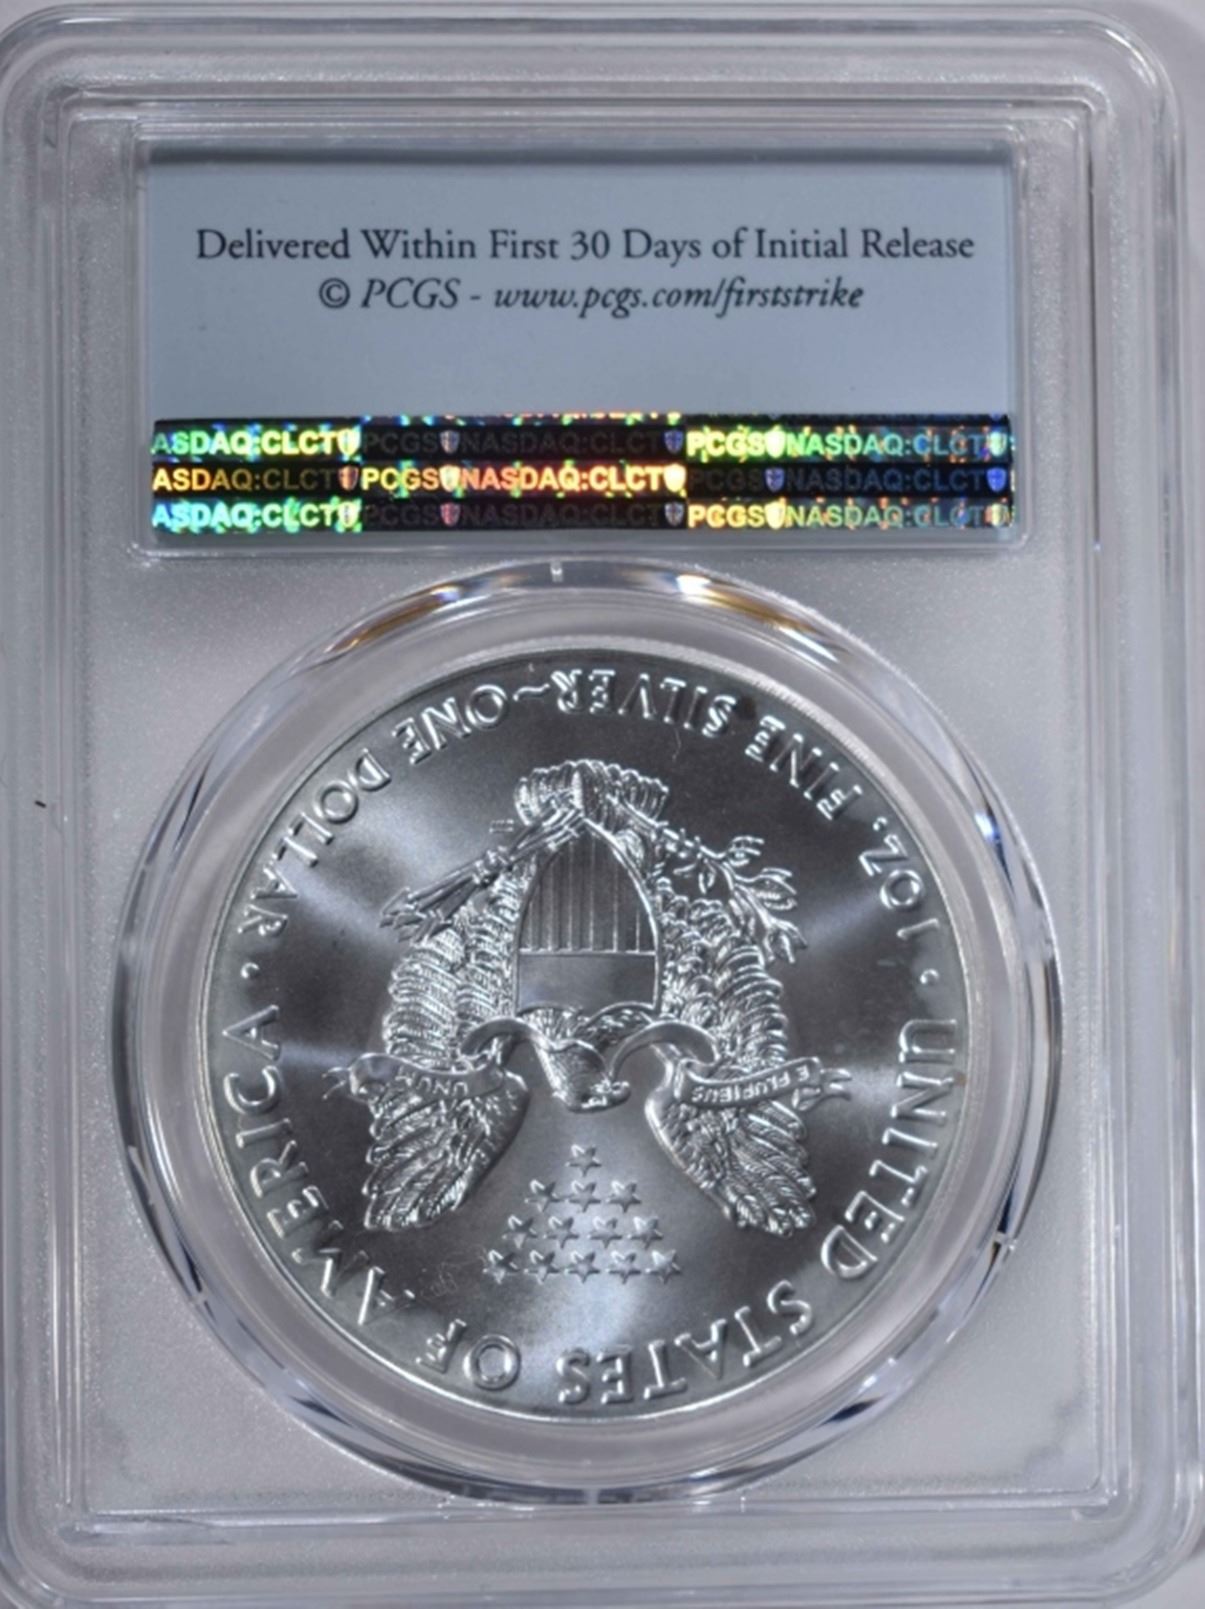 Delivered Within First 30 Days of Initial Release
© PCGS - www.pcgs.com/firststrike
ASDAQ:CLCT PCGS NASDAQ:CLCT PCGS NASDAQ:CLCT
ASDAQ:CLCT PCGS NASDAQ:CLCT PCGS NASDAQ:CLCT
ASDAQ:CLCT PCGS NASDAQ:CLCT PCGS NASDAQ:CLCT
UNITED STATES OF AMERICA
· 1 OZ. FINE SILVER~ONE DOLLAR ·
E PLURIBUS
UNUM